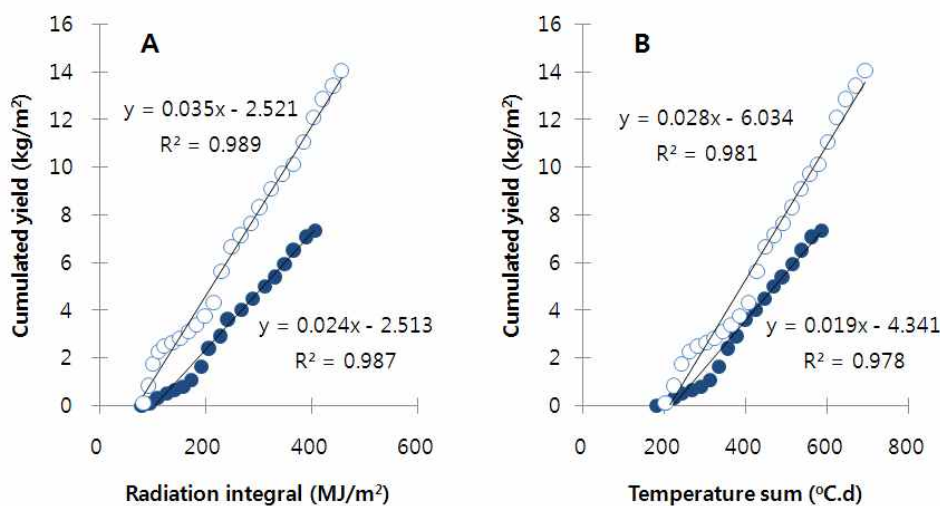 A
Cumulated yield (kg/m²)
16
14
12
10
8
6
4
2
0
y = 0.035x - 2.521
R² = 0.989
y = 0.024x - 2.513
R² = 0.987
0
200
400
600
Radiation integral (MJ/m²)
B
Cumulated yield (kg/m²)
16
14
12
10
8
6
4
2
0
y = 0.028x - 6.034
R² = 0.981
y = 0.019x - 4.341
R² = 0.978
0
200
400
600
800
Temperature sum (ºC.d)